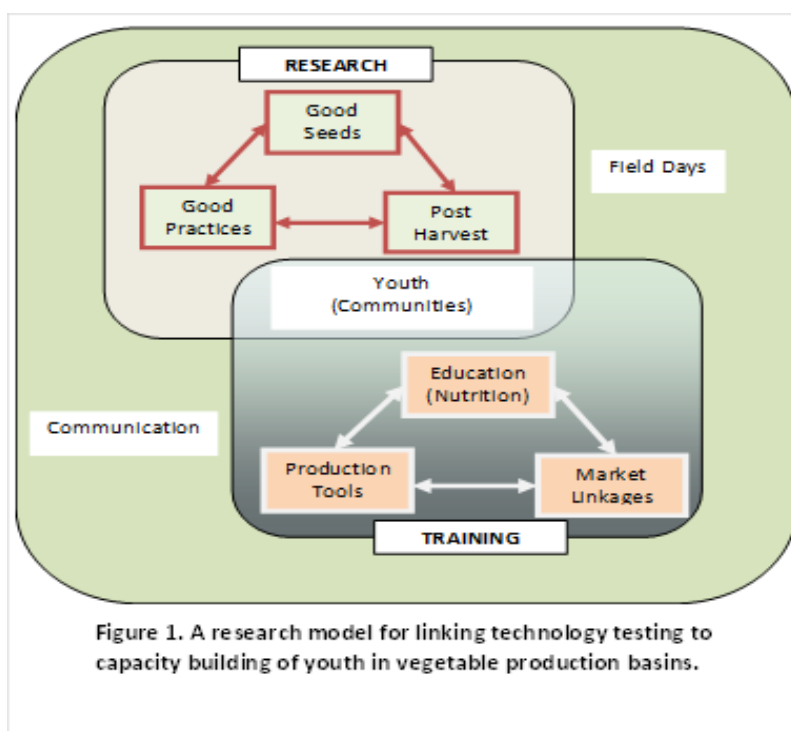 RESEARCH
Good
Seeds
Field Days
Good
Practices
Post
Harvest
Youth
(Communities)
Education
(Nutrition)
Communication
Production
Tools
Market
Linkages
TRAINING
Figure 1. A research model for linking technology testing to
capacity building of youth in vegetable production basins.